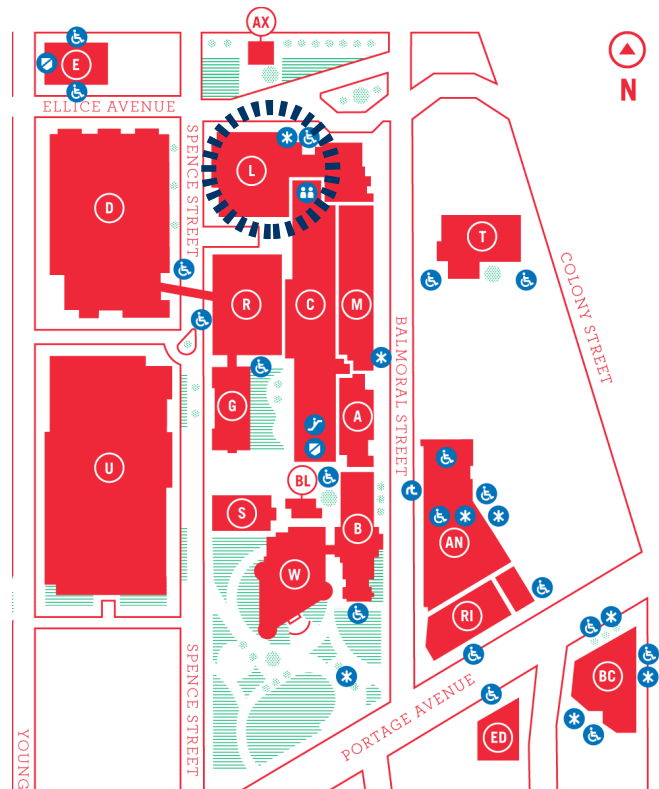 AX
E
N
ELLICE AVENUE
SPENCE STREET
L
D
T
COLONY STREET
R
C
M
BALMORAL STREET
G
A
U
BL
S
B
AN
W
RI
SPENCE STREET
BC
PORTAGE AVENUE
ED
YOUNG